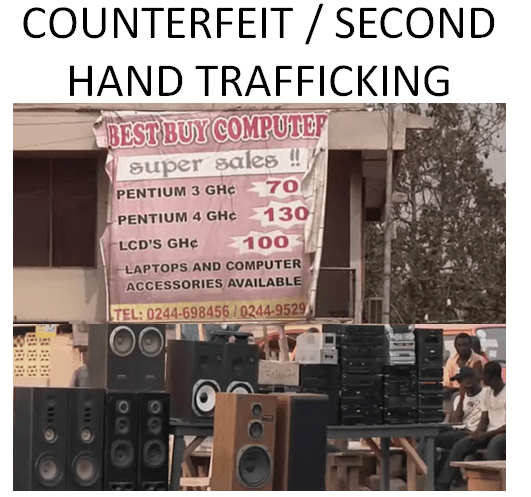 COUNTERFEIT / SECOND
HAND TRAFFICKING
BEST BUY COMPUTER
super sales !!
PENTIUM 3 GH¢ 70
PENTIUM 4 GH¢ 130
LCD'S GH¢ 100
LAPTOPS AND COMPUTER
ACCESSORIES AVAILABLE
TEL: 0244-698456 / 0244-9529